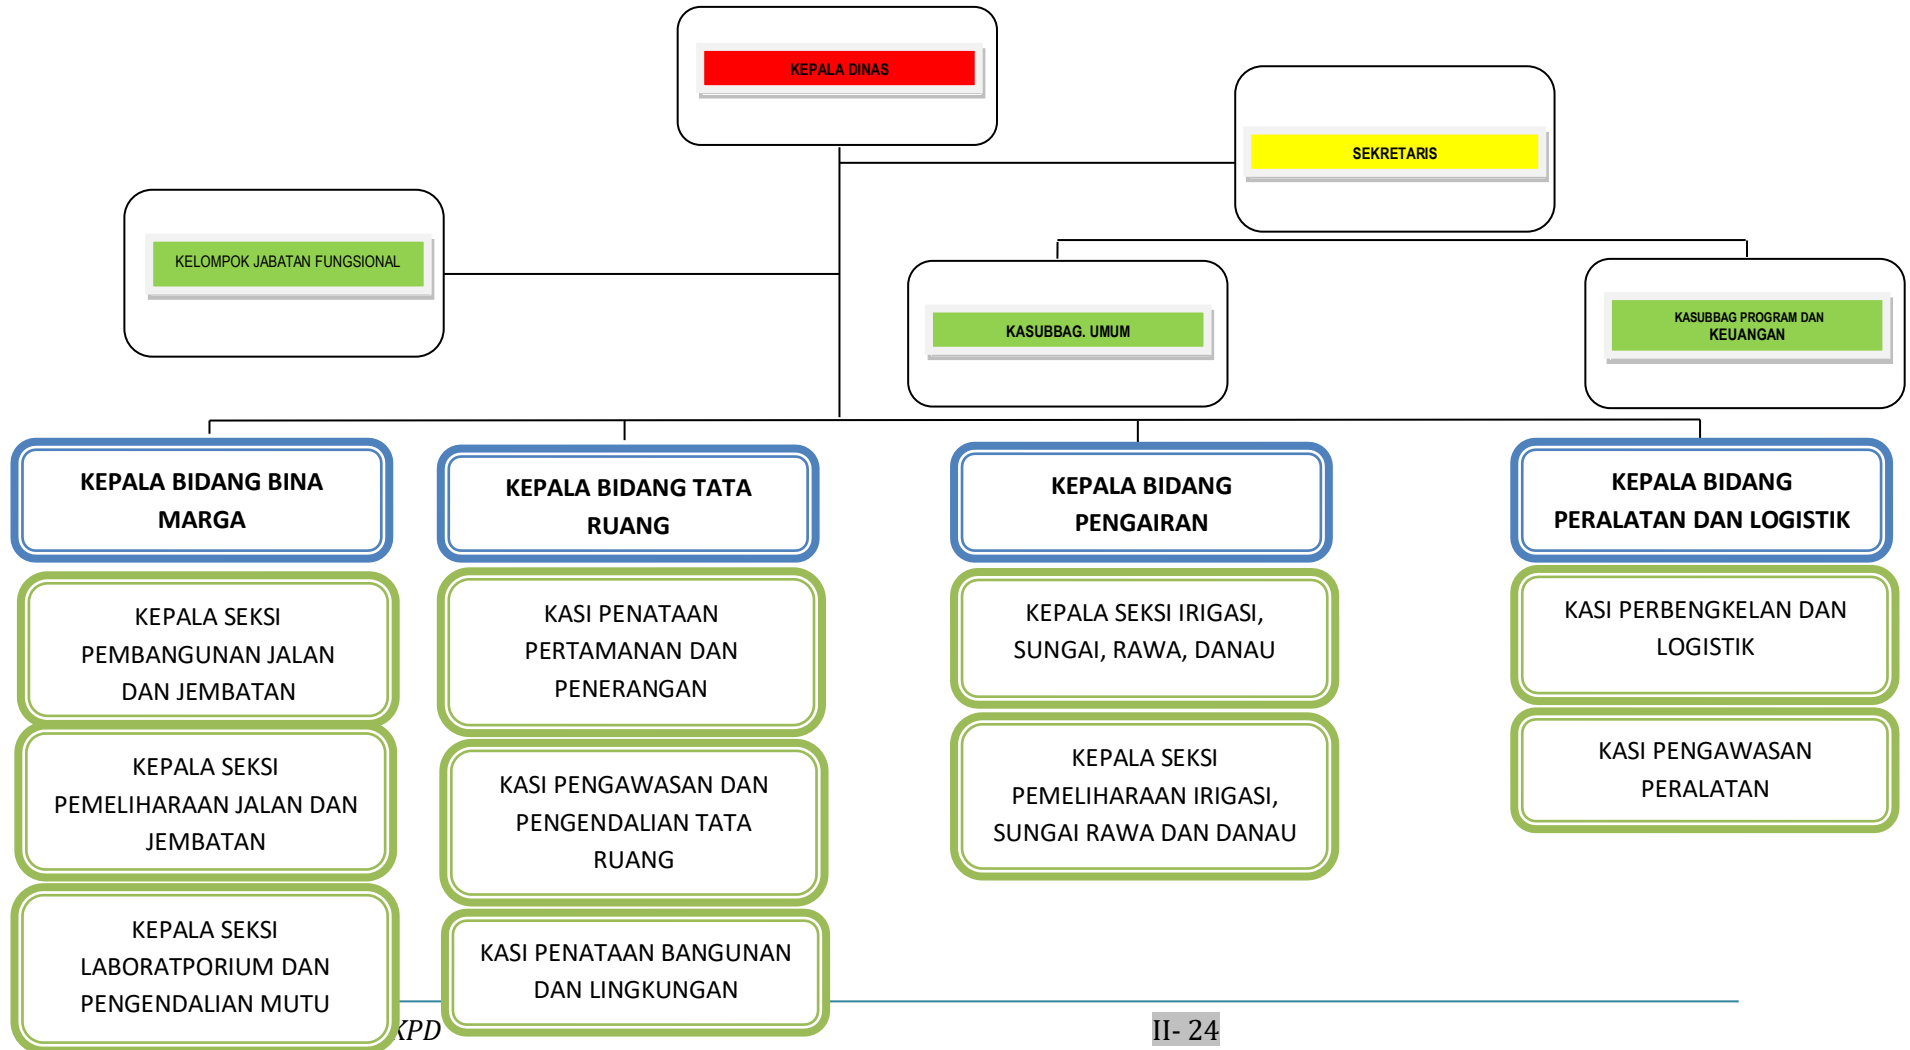 KEPALA DINAS
SEKRETARIS
KELOMPOK JABATAN FUNGSIONAL
KASUBBAG. UMUM
KASUBBAG PROGRAM DAN
KEUANGAN
KEPALA BIDANG BINA
MARGA
KEPALA SEKSI
PEMBANGUNAN JALAN
DAN JEMBATAN
KEPALA SEKSI
PEMELIHARAAN JALAN DAN
JEMBATAN
KEPALA SEKSI
LABORATPORIUM DAN
PENGENDALIAN MUTU
KEPALA BIDANG TATA
RUANG
KASI PENATAAN
PERTAMANAN DAN
PENERANGAN
KASI PENGAWASAN DAN
PENGENDALIAN TATA
RUANG
KASI PENATAAN BANGUNAN
DAN LINGKUNGAN
KEPALA BIDANG
PENGAIRAN
KEPALA SEKSI IRIGASI,
SUNGAI, RAWA, DANAU
KEPALA SEKSI
PEMELIHARAAN IRIGASI,
SUNGAI RAWA DAN DANAU
KEPALA BIDANG
PERALATAN DAN LOGISTIK
KASI PERBENGKELAN DAN
LOGISTIK
KASI PENGAWASAN
PERALATAN
KPD
II- 24